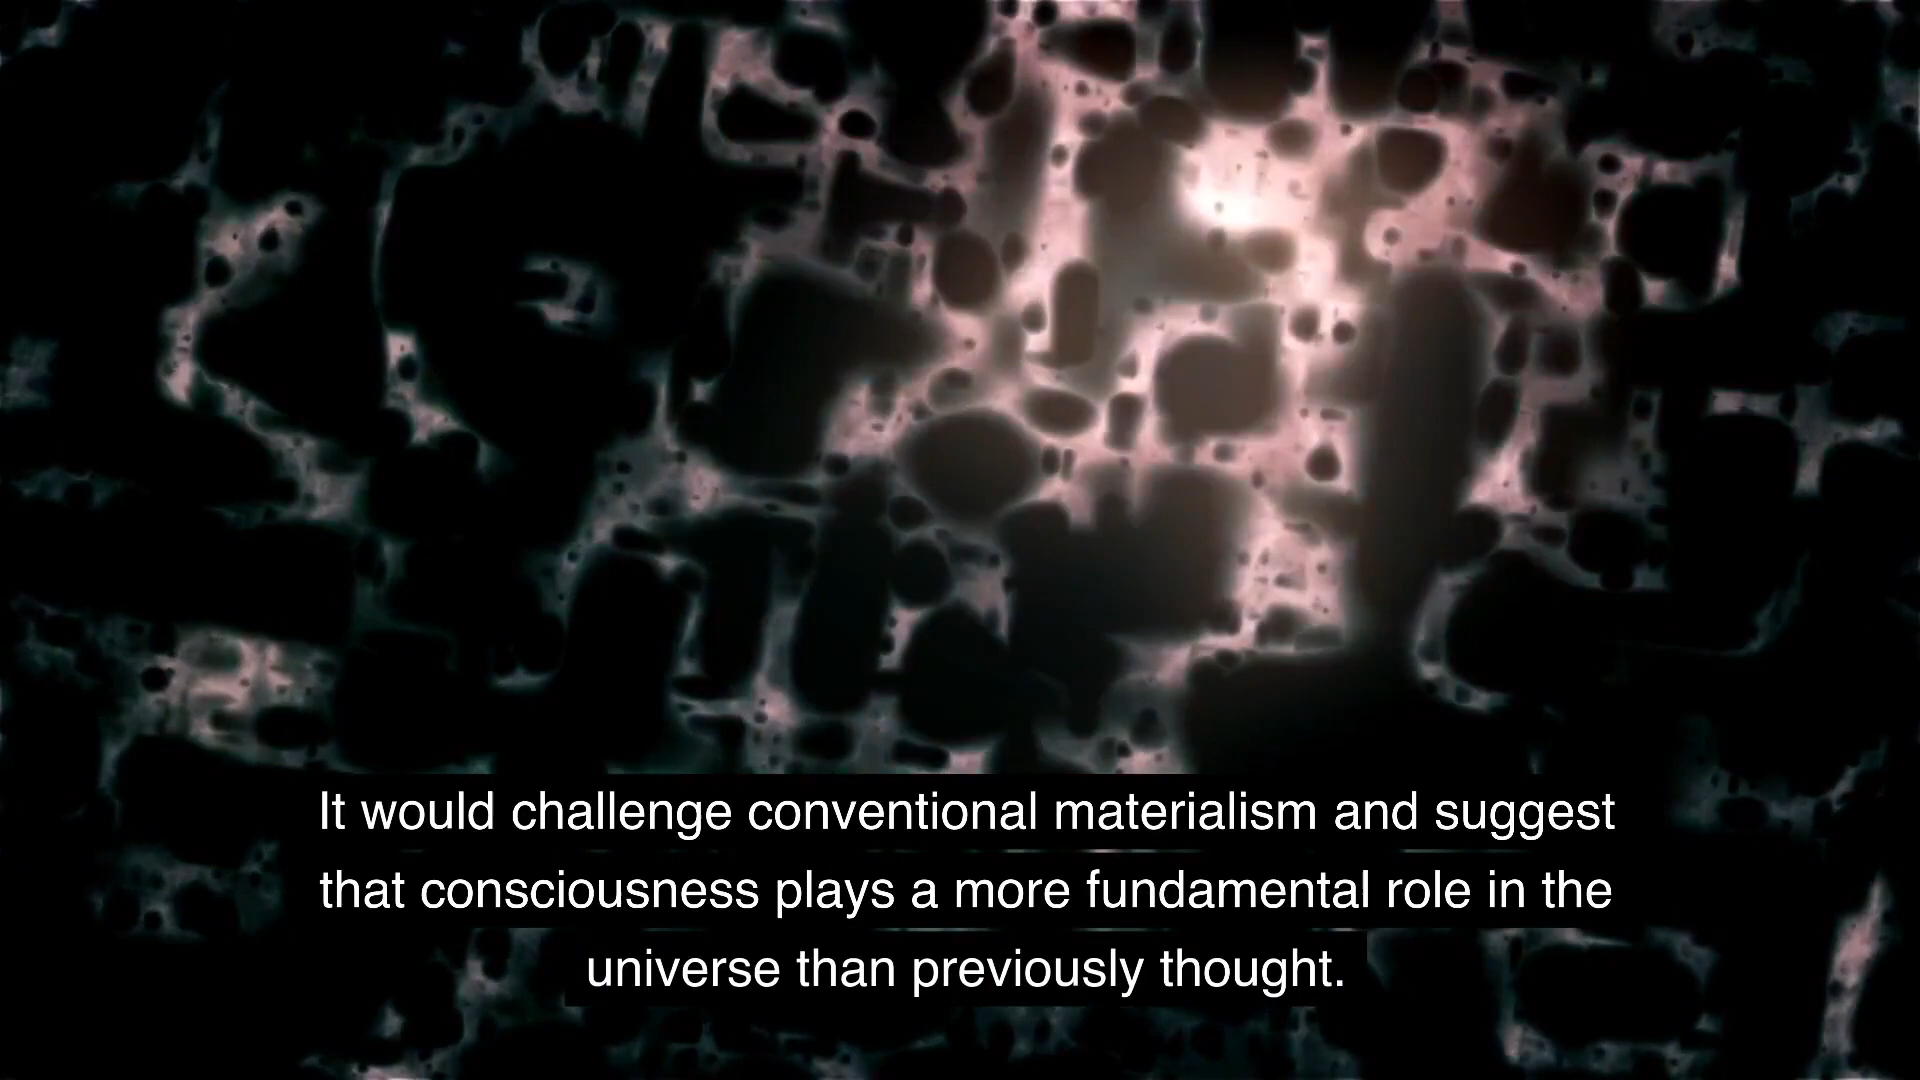 It would challenge conventional materialism and suggest
that consciousness plays a more fundamental role in the
universe than previously thought.